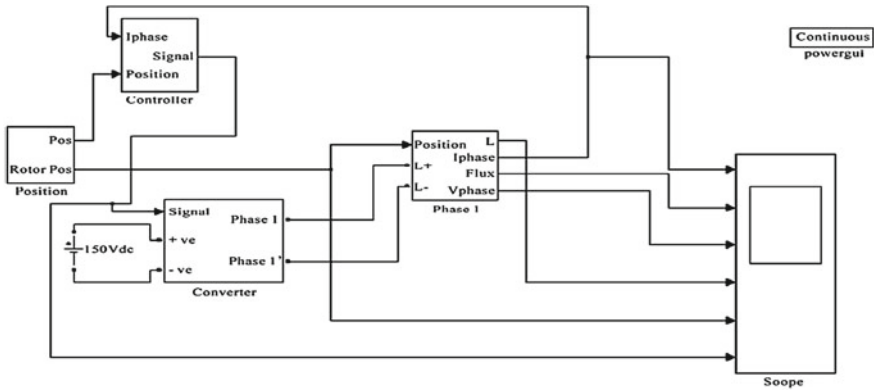 Iphase
Signal
Position
Controller
Continuous
powergui
Pos
Rotor Pos
Position
Position
L
L+
Iphase
Flux
L-
Vphase
Phase 1
Signal
Phase 1
+ ve
150Vdc
- ve
Phase 1'
Converter
Soope